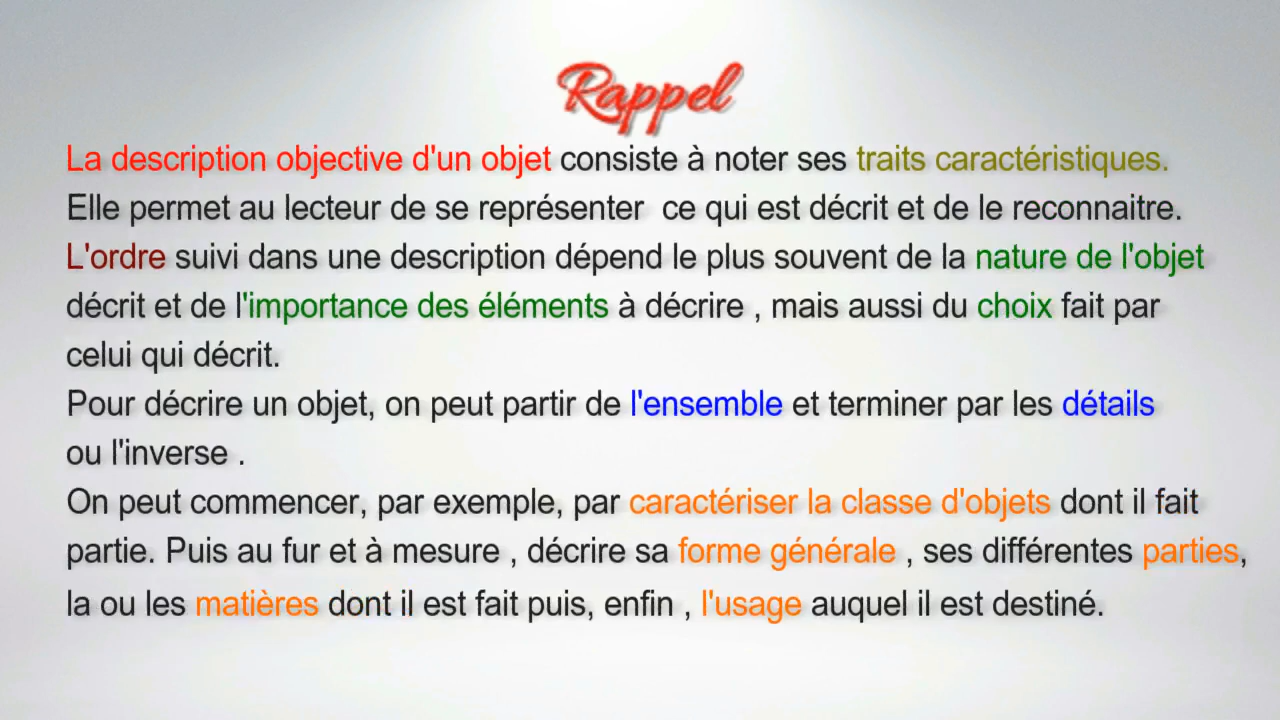 Rappel
La description objective d'un objet consiste à noter ses traits caractéristiques.
Elle permet au lecteur de se représenter ce qui est décrit et de le reconnaitre.
L'ordre suivi dans une description dépend le plus souvent de la nature de l'objet
décrit et de l'importance des éléments à décrire , mais aussi du choix fait par
celui qui décrit.
Pour décrire un objet, on peut partir de l'ensemble et terminer par les détails
ou l'inverse .
On peut commencer, par exemple, par caractériser la classe d'objets dont il fait
partie. Puis au fur et à mesure , décrire sa forme générale , ses différentes parties,
la ou les matières dont il est fait puis, enfin , l'usage auquel il est destiné.